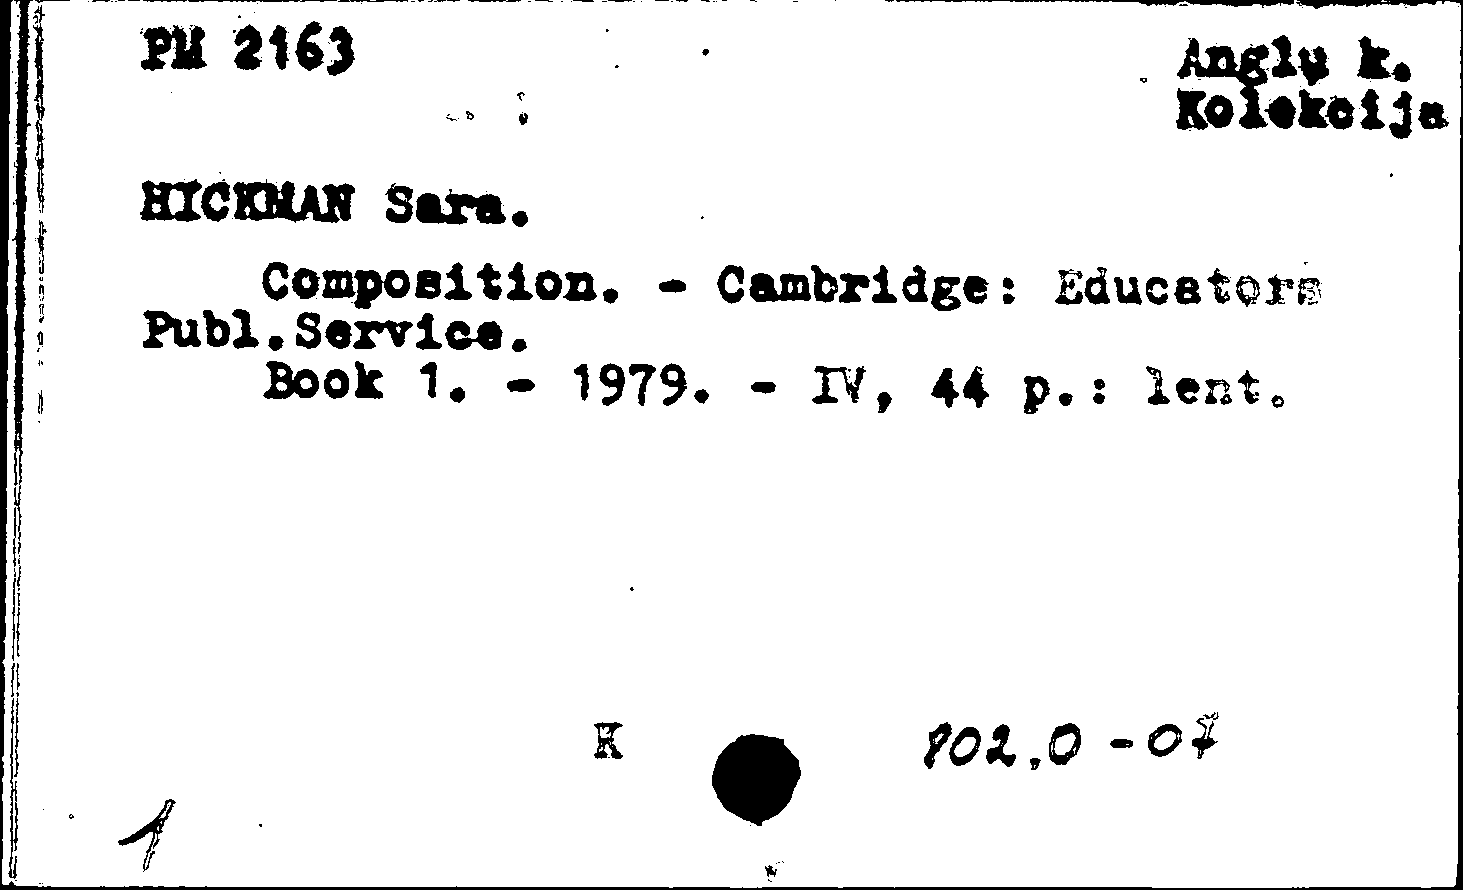 PM 2163
Anglų k.
Kolekcija
HICKMAN Sara.
Composition. - Cambridge: Educators
Publ.Service.
Book 1. - 1979. - IV, 44 p.: lent.
K
802.0-07
1